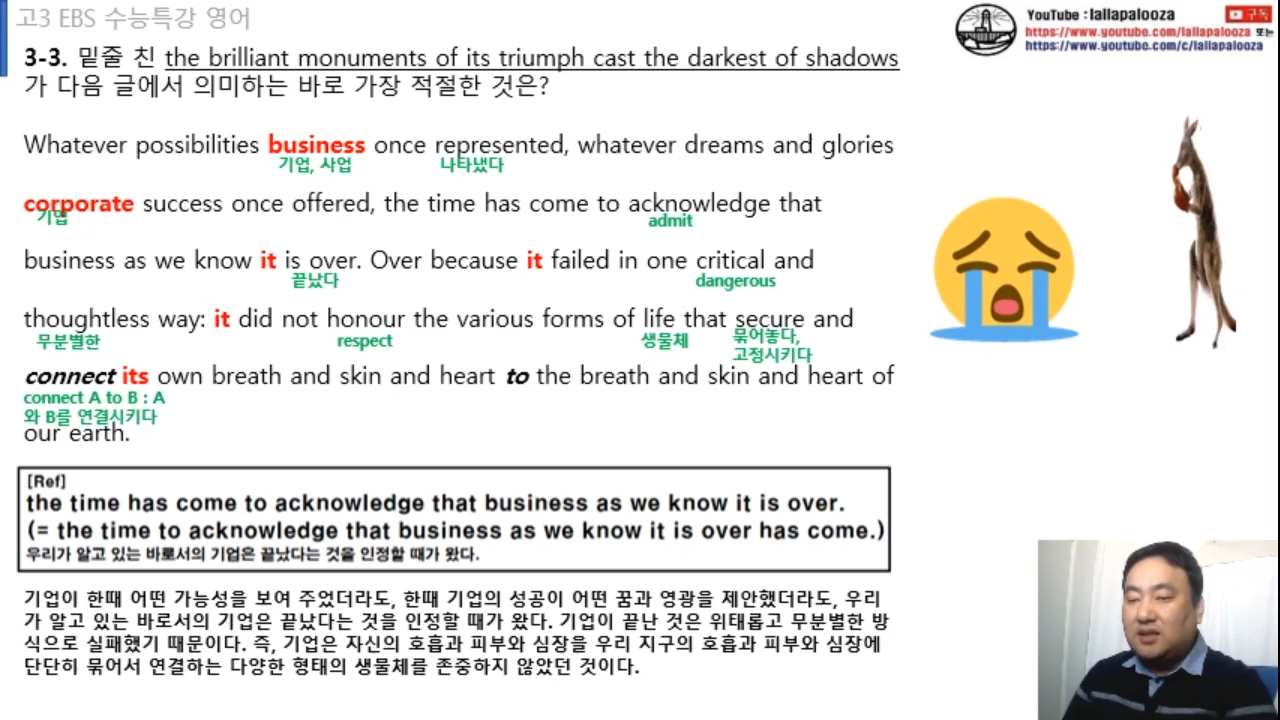 고3 EBS 수능특강 영어
YouTube : lallapalooza
구독
https://www.youtube.com/lallapalooza 또는
https://www.youtube.com/c/lallapalooza
3-3. 밑줄 친 the brilliant monuments of its triumph cast the darkest of shadows
가 다음 글에서 의미하는 바로 가장 적절한 것은?
Whatever possibilities business once represented, whatever dreams and glories
기업, 사업 나타냈다
corporate success once offered, the time has come to acknowledge that
기업 admit
business as we know it is over. Over because it failed in one critical and
끝났다 dangerous
thoughtless way: it did not honour the various forms of life that secure and
무분별한 respect 생물체 묶어놓다,
고정시키다
connect its own breath and skin and heart to the breath and skin and heart of
connect A to B : A
와 B를 연결시키다
our earth.
[Ref]
the time has come to acknowledge that business as we know it is over.
(= the time to acknowledge that business as we know it is over has come.)
우리가 알고 있는 바로서의 기업은 끝났다는 것을 인정할 때가 왔다.
기업이 한때 어떤 가능성을 보여 주었더라도, 한때 기업의 성공이 어떤 꿈과 영광을 제안했더라도, 우리
가 알고 있는 바로서의 기업은 끝났다는 것을 인정할 때가 왔다. 기업이 끝난 것은 위태롭고 무분별한 방
식으로 실패했기 때문이다. 즉, 기업은 자신의 호흡과 피부와 심장을 우리 지구의 호흡과 피부와 심장에
단단히 묶어서 연결하는 다양한 형태의 생물체를 존중하지 않았던 것이다.